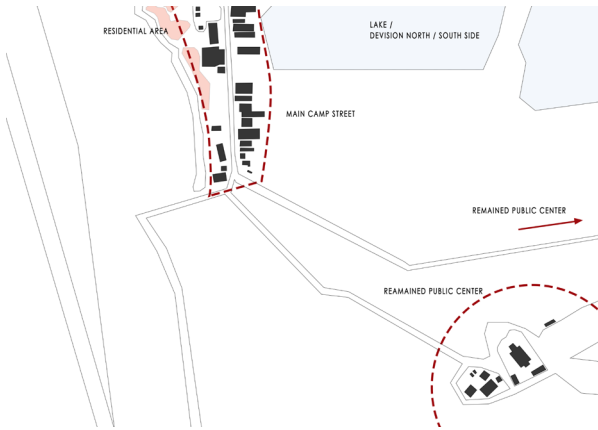 RESIDENTIAL AREA
LAKE /
DEVISION NORTH / SOUTH SIDE
MAIN CAMP STREET
REMAINED PUBLIC CENTER
REAMAINED PUBLIC CENTER